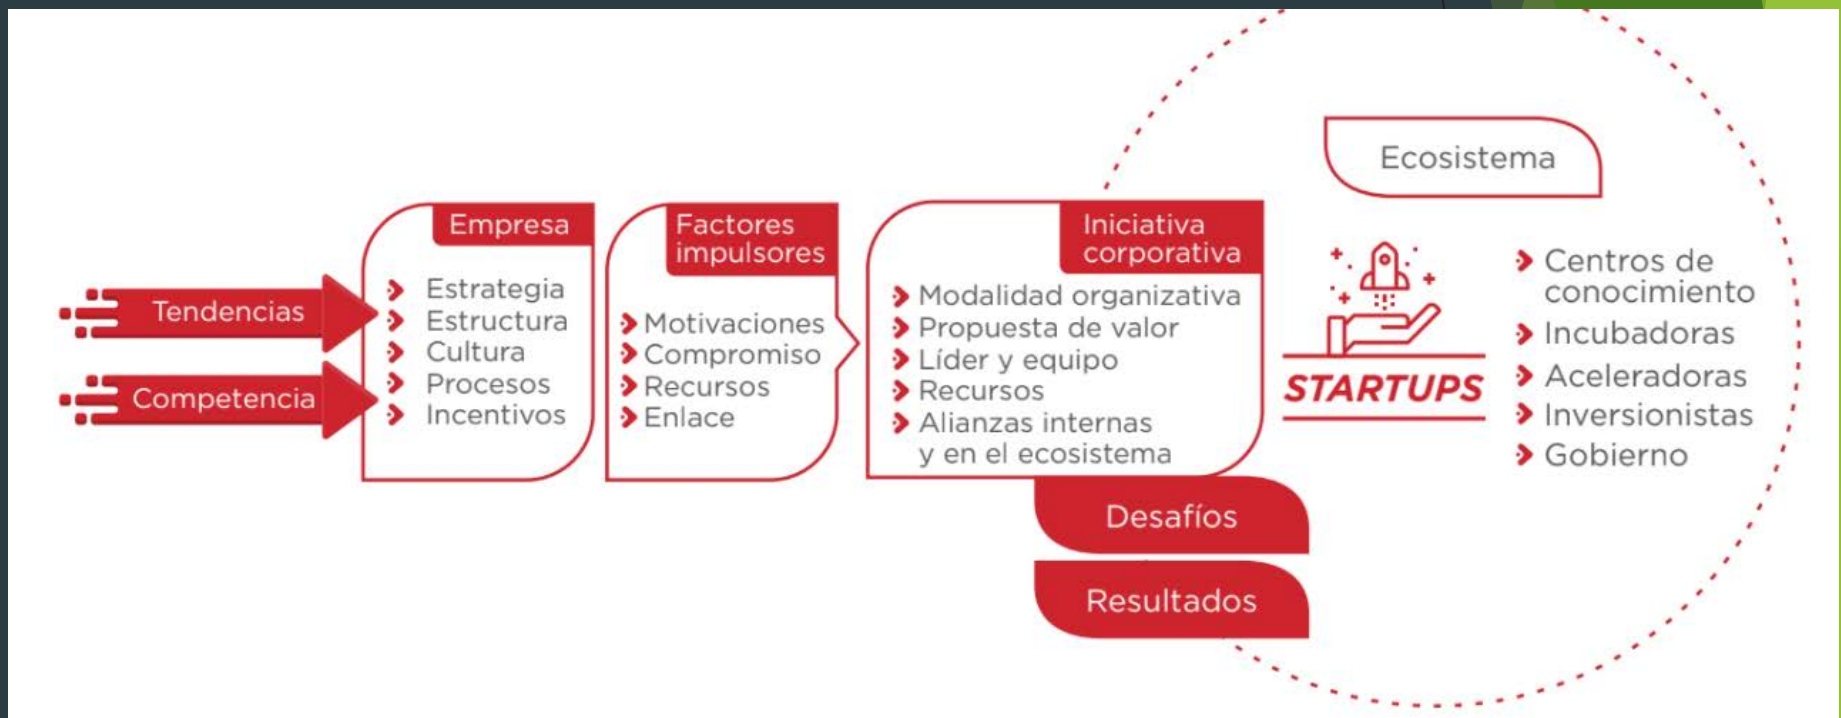 Tendencias
Competencia
Empresa
Estrategia
Estructura
Cultura
Procesos
Incentivos
Factores
impulsores
Motivaciones
Compromiso
Recursos
Enlace
Iniciativa
corporativa
Modalidad organizativa
Propuesta de valor
Líder y equipo
Recursos
Alianzas internas
y en el ecosistema
Desafíos
Resultados
Ecosistema
STARTUPS
Centros de
conocimiento
Incubadoras
Aceleradoras
Inversionistas
Gobierno